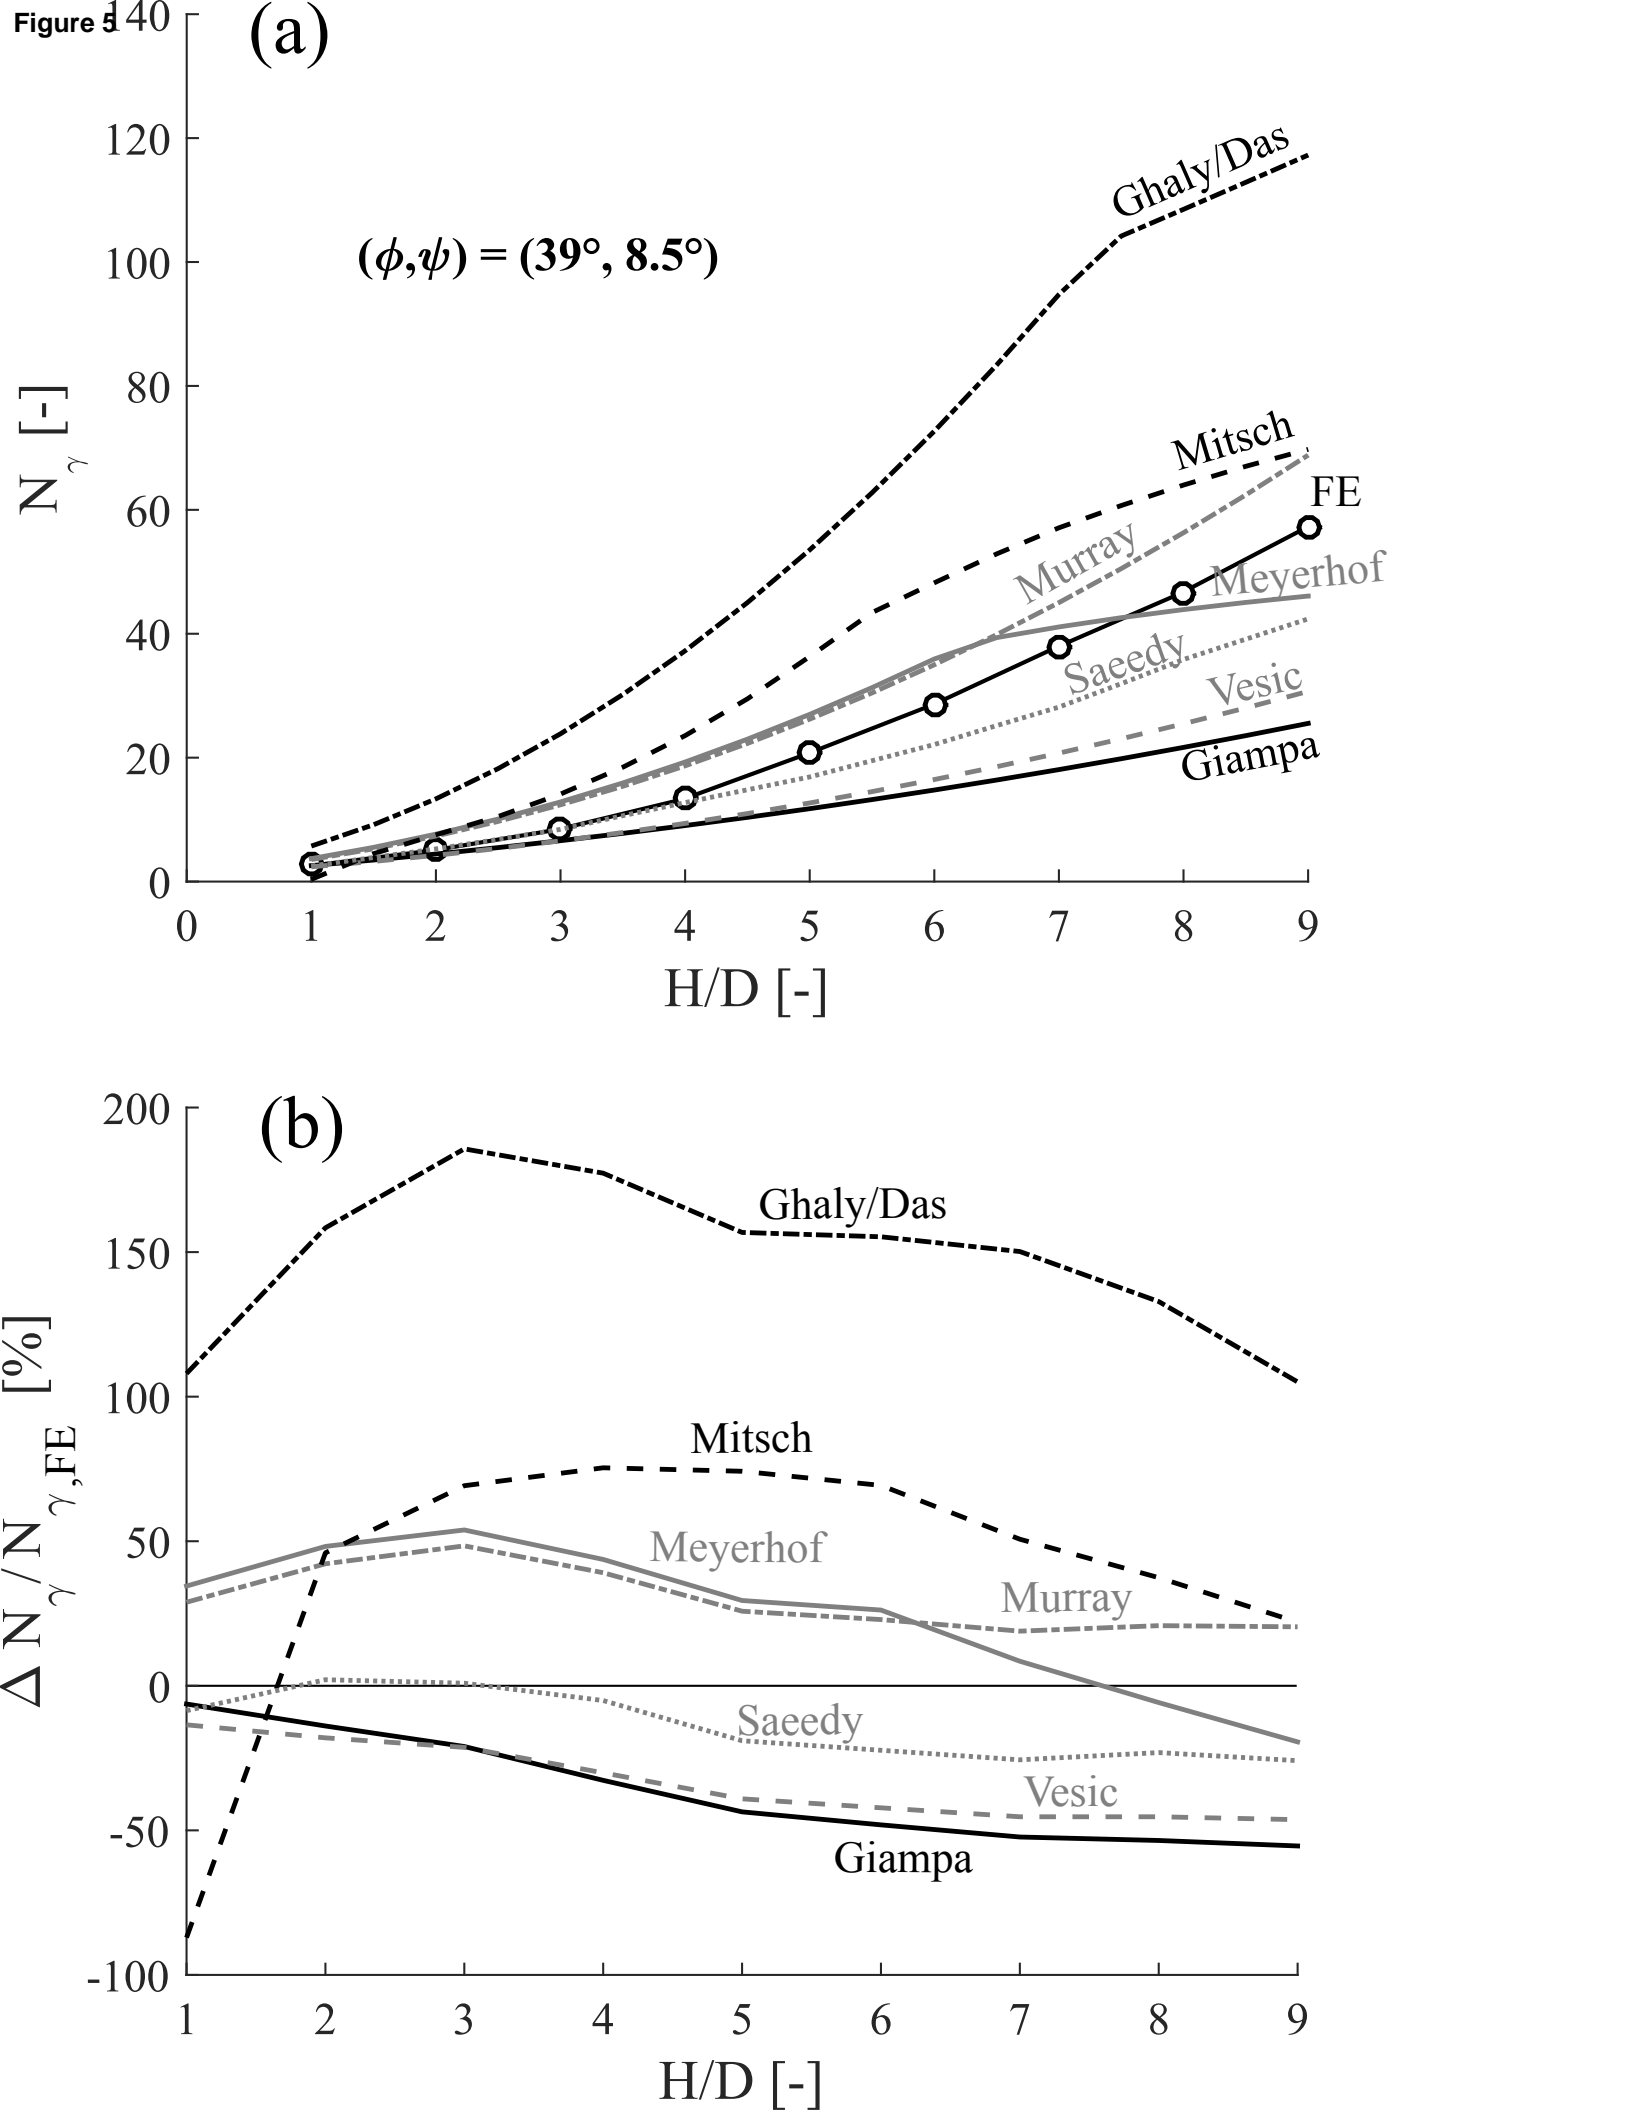 Figure 5
(a)
140
120
100
80
60
40
20
0
Nγ [-]
(ϕ,ψ) = (39°, 8.5°)
Ghaly/Das
Mitsch
FE
Murray
Meyerhof
Saeedy
Vesic
Giampa
0 1 2 3 4 5 6 7 8 9
H/D [-]
(b)
200
150
100
50
0
-50
-100
Δ Nγ/Nγ,FE [%]
Ghaly/Das
Mitsch
Meyerhof
Murray
Saeedy
Vesic
Giampa
1 2 3 4 5 6 7 8 9
H/D [-]